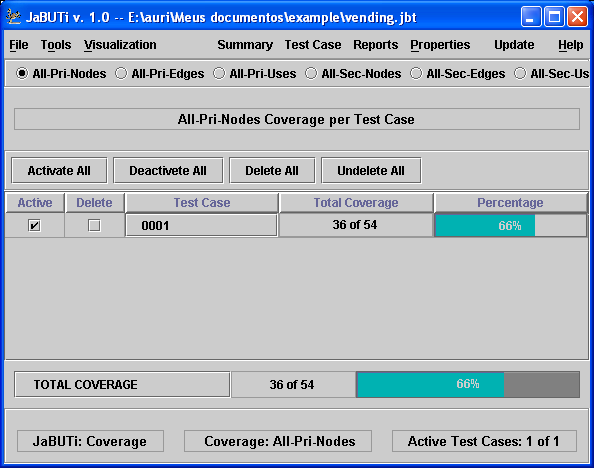 JaBUTi v. 1.0 -- E:\auri\Meus documentos\example\vending.jbt
File Tools Visualization Summary Test Case Reports Properties Update Help
All-Pri-Nodes All-Pri-Edges All-Pri-Uses All-Sec-Nodes All-Sec-Edges All-Sec-Us
All-Pri-Nodes Coverage per Test Case
Activate All Deactivete All Delete All Undelete All
Active Delete Test Case Total Coverage Percentage
0001 36 of 54 66%
TOTAL COVERAGE 36 of 54 66%
JaBUTi: Coverage Coverage: All-Pri-Nodes Active Test Cases: 1 of 1